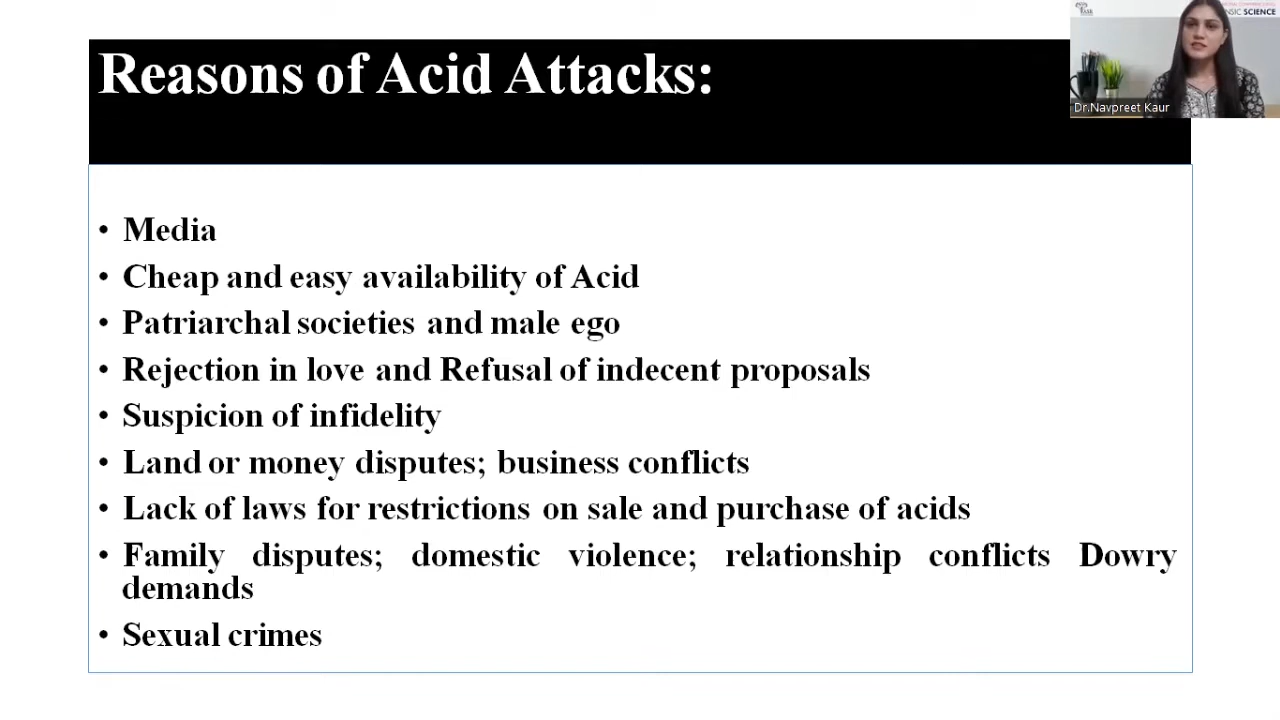 Reasons of Acid Attacks:
SCIENCE
Dr.Navpreet Kaur
• Media
• Cheap and easy availability of Acid
• Patriarchal societies and male ego
• Rejection in love and Refusal of indecent proposals
• Suspicion of infidelity
• Land or money disputes; business conflicts
• Lack of laws for restrictions on sale and purchase of acids
• Family disputes; domestic violence; relationship conflicts Dowry
demands
• Sexual crimes